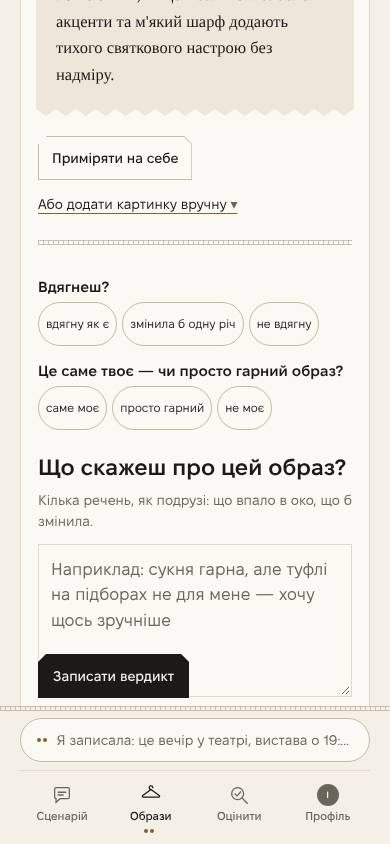 акценти та м'який шарф додають
тихого святкового настрою без
надміру.
Приміряти на себе
Або додати картинку вручну ▾
Вдягнеш?
вдягну як є
змінила б одну річ
не вдягну
Це саме твоє — чи просто гарний образ?
саме моє
просто гарний
не моє
Що скажеш про цей образ?
Кілька речень, як подрузі: що впало в око, що б
змінила.
Наприклад: сукня гарна, але туфлі
на підборах не для мене — хочу
щось зручніше
Записати вердикт
Я записала: це вечір у театрі, вистава о 19:...
Сценарій
Образи
Оцінити
І
Профіль